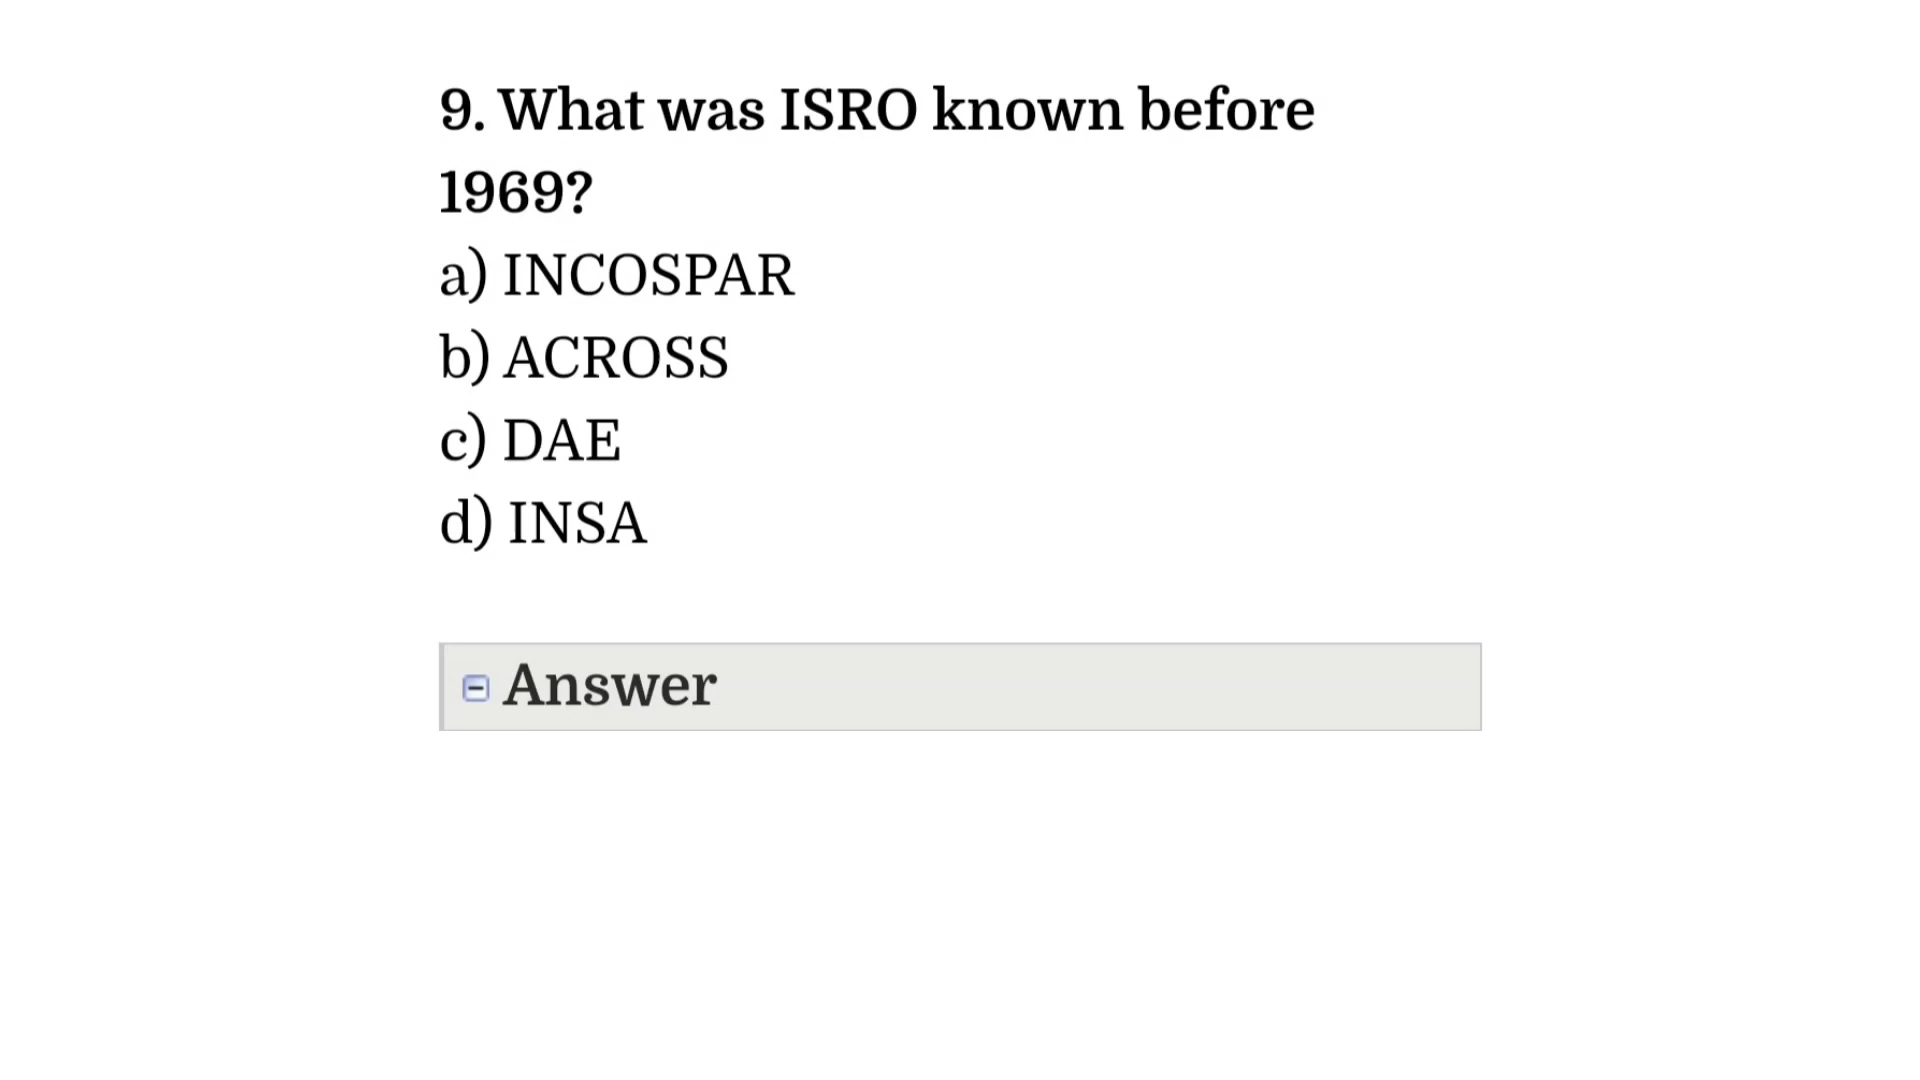 9. What was ISRO known before
1969?
a) INCOSPAR
b) ACROSS
c) DAE
d) INSA
Answer